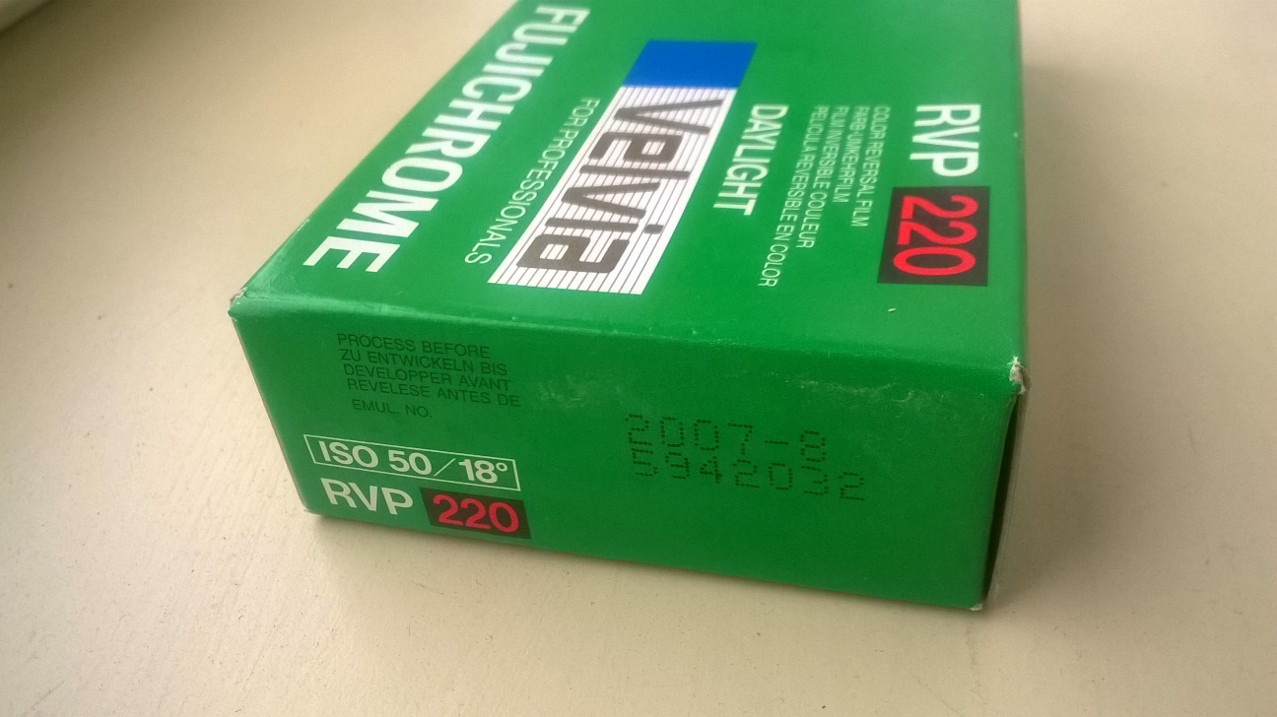 FUJICHROME
Velvia
FOR PROFESSIONALS
DAYLIGHT
RVP 220
COLOR REVERSAL FILM
FARB-UMKEHRFILM
FILM INVERSIBLE COULEUR
PELICULA REVERSIBLE EN COLOR
PROCESS BEFORE
ZU ENTWICKELN BIS
DEVELOPPER AVANT
REVELESE ANTES DE
EMUL. NO.
2007-8
5942032
ISO 50/18°
RVP 220